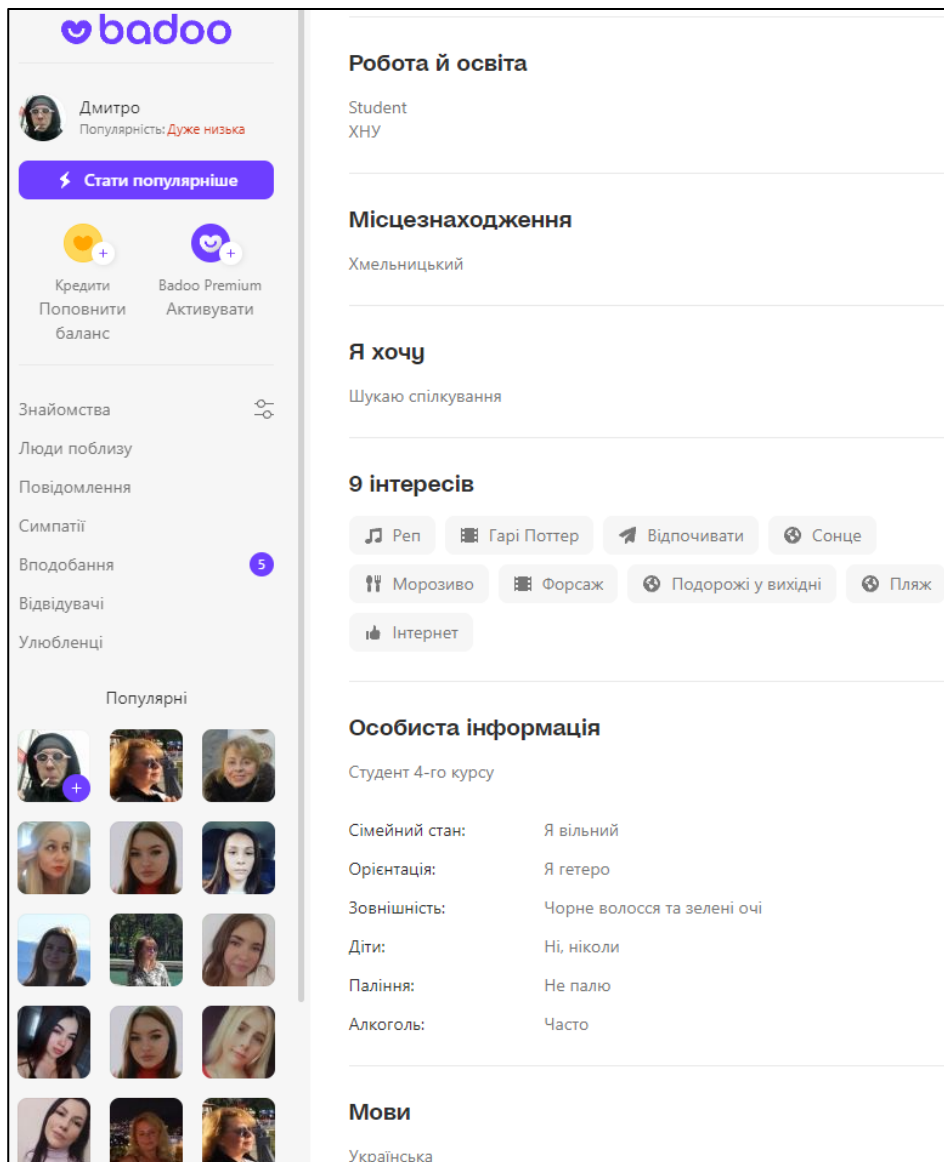 badoo
Дмитро
Популярність: Дуже низька
Стати популярніше
Кредити
Поповнити
баланс
Badoo Premium
Активувати
Знайомства
Люди поблизу
Повідомлення
Симпатії
Вподобання 5
Відвідувачі
Улюбленці
Популярні
Робота й освіта
Student
ХНУ
Місцезнаходження
Хмельницький
Я хочу
Шукаю спілкування
9 інтересів
Реп Гарі Поттер Відпочивати Сонце
Морозиво Форсаж Подорожі у вихідні Пляж
Інтернет
Особиста інформація
Студент 4-го курсу
Сімейний стан: Я вільний
Орієнтація: Я гетеро
Зовнішність: Чорне волосся та зелені очі
Діти: Ні, ніколи
Паління: Не палю
Алкоголь: Часто
Мови
Українська